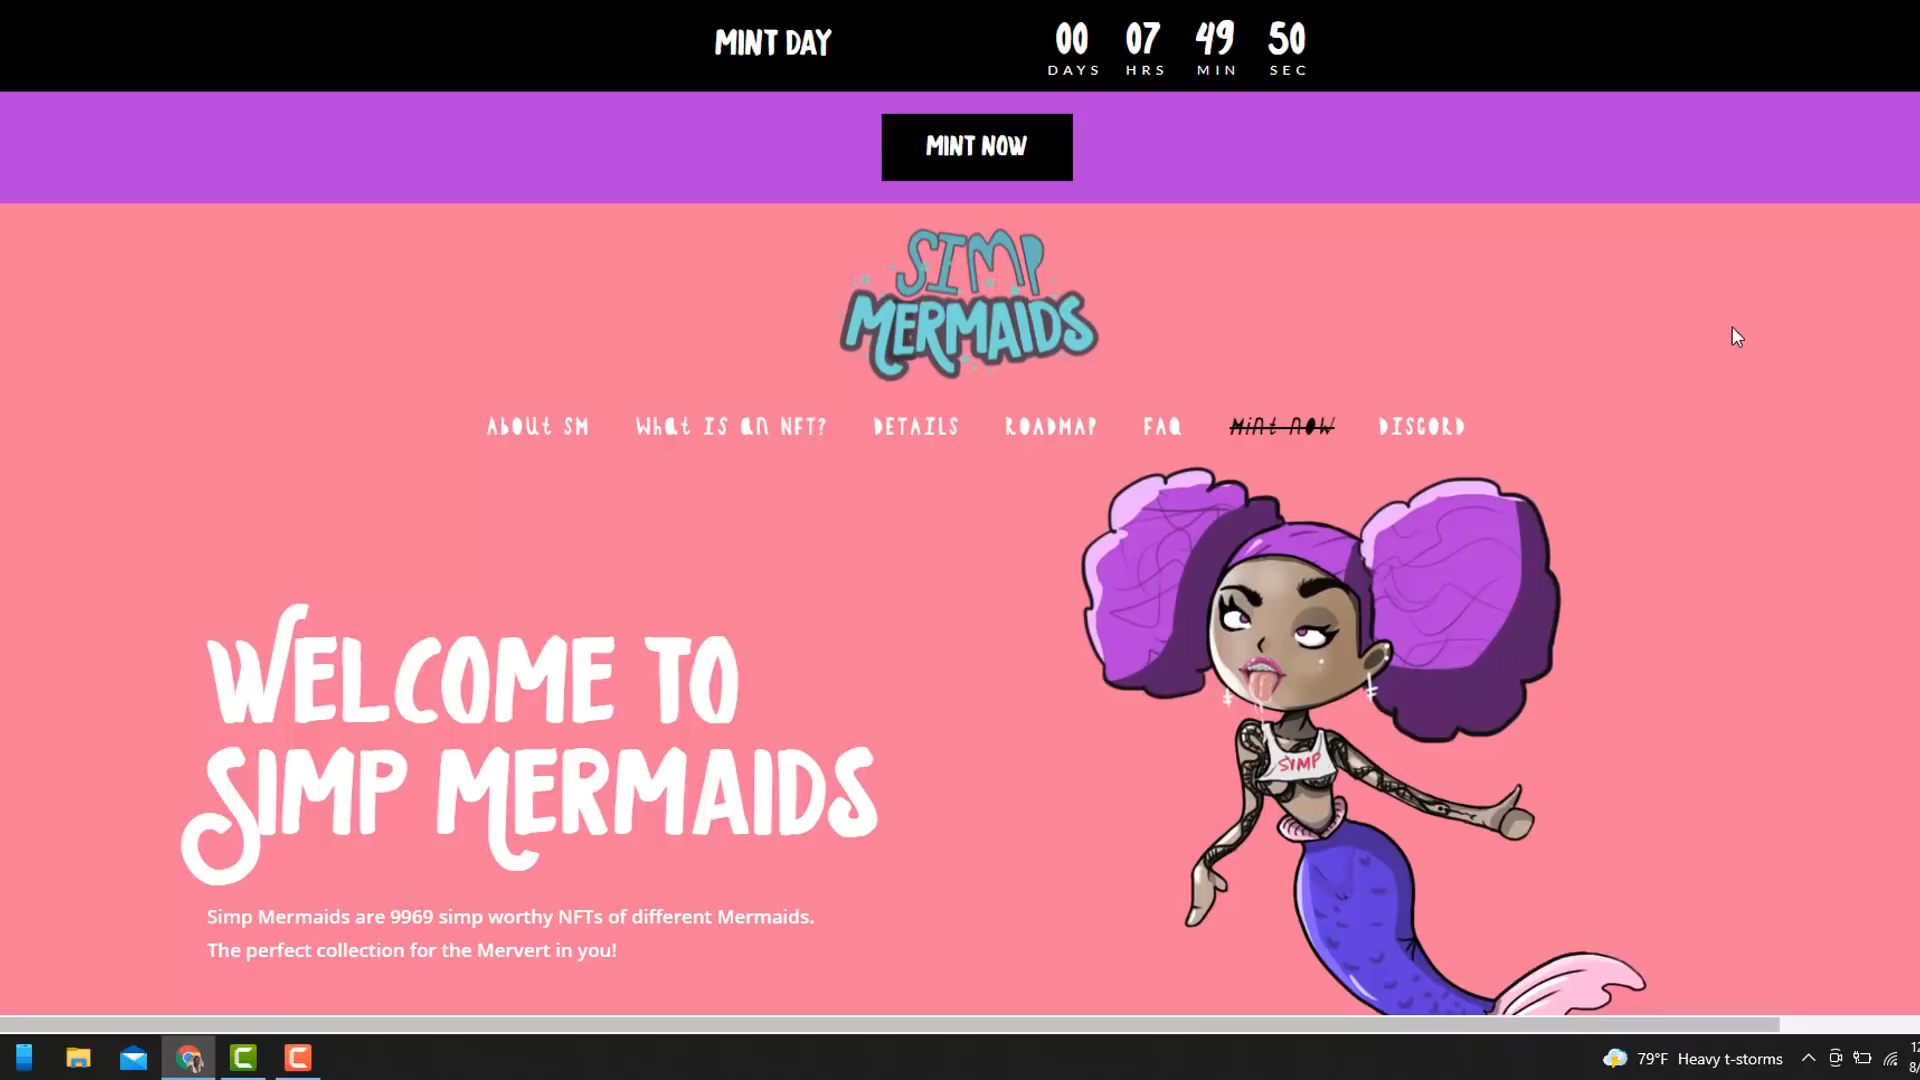 MINT DAY
00 07 49 50
DAYS HRS MIN SEC
MINT NOW
SIMP
MERMAIDS
About SM What IS an NFT? DETAILS ROADMAP FAQ Mint now DISCORD
WELCOME TO
SIMP MERMAIDS
SIMP
Simp Mermaids are 9969 simp worthy NFTs of different Mermaids.
The perfect collection for the Mervert in you!
79°F Heavy t-storms